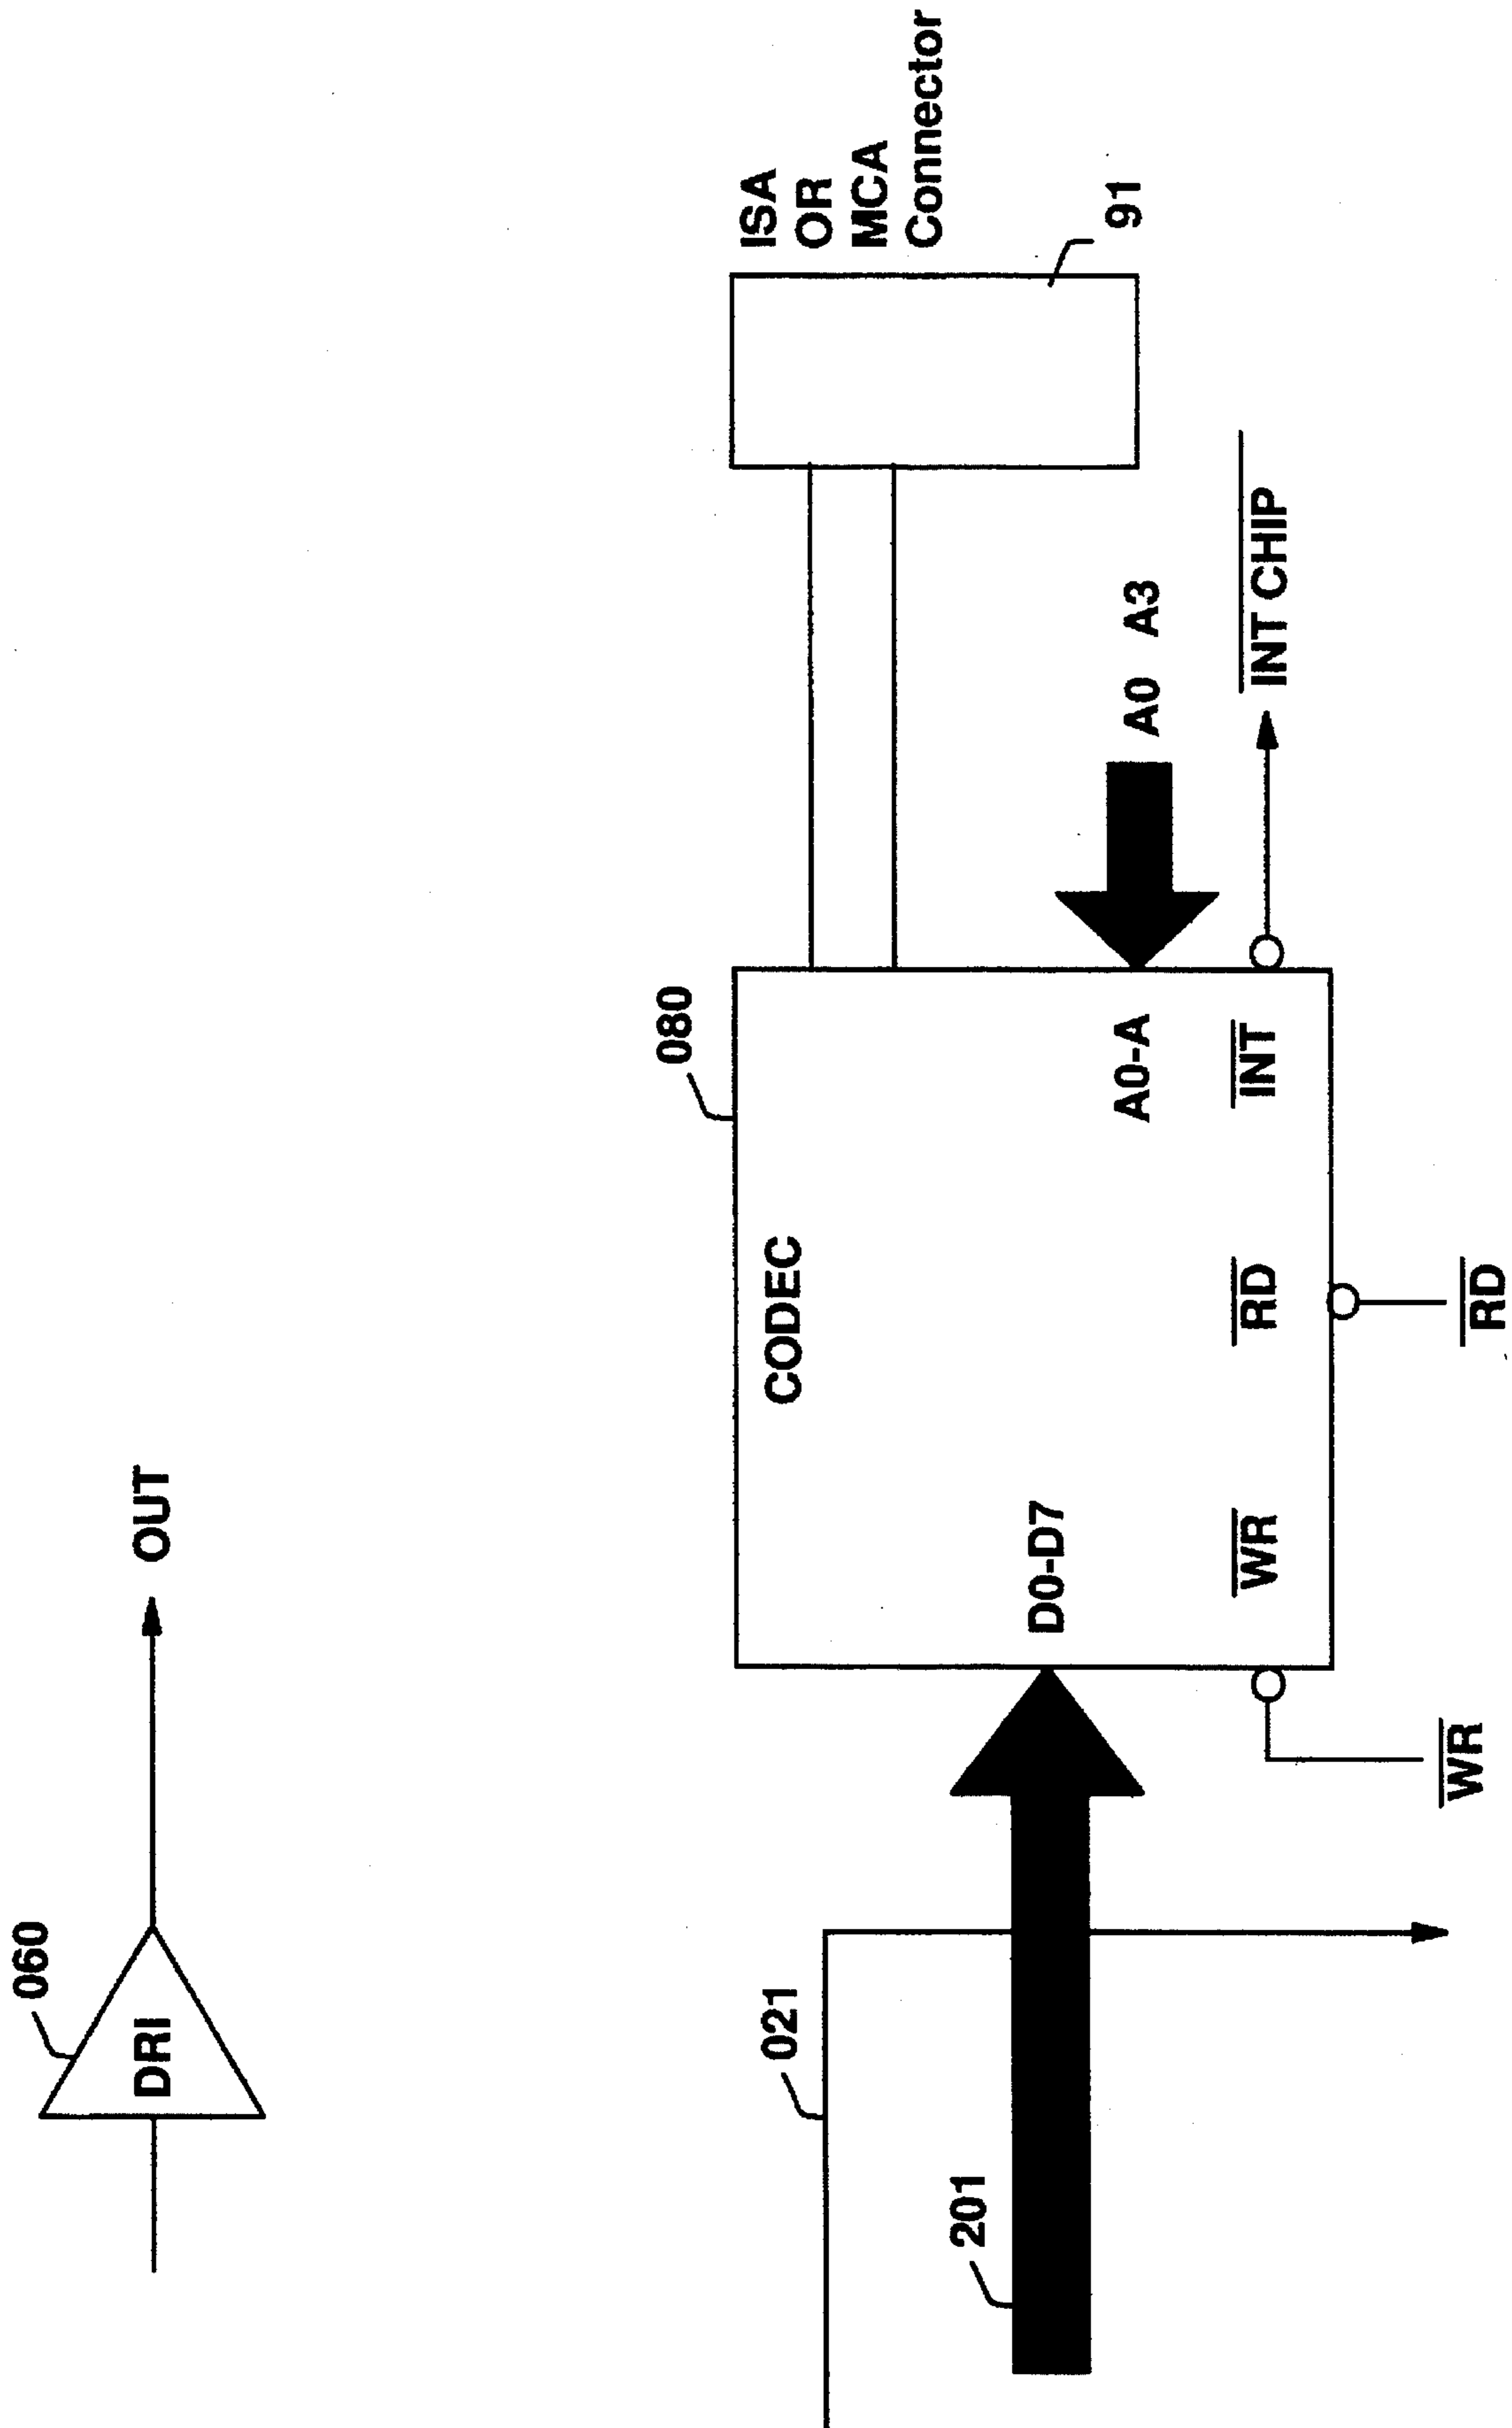 060
DRI
OUT
ISA
OR
MCA
Connector
91
080
CODEC
021
201
D0-D7
A0-A
A0 A3
WR
RD
INT
INT CHIP
WR
RD